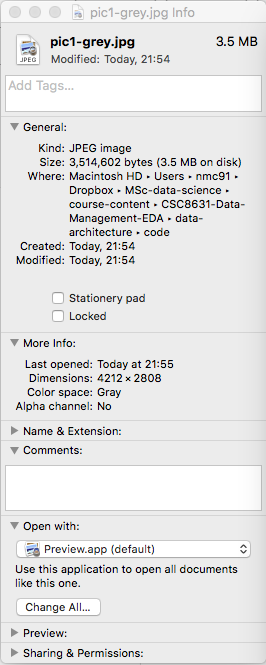 pic1-grey.jpg Info
JPEG
pic1-grey.jpg 3.5 MB
Modified: Today, 21:54
Add Tags...
General:
Kind: JPEG image
Size: 3,514,602 bytes (3.5 MB on disk)
Where: Macintosh HD ▸ Users ▸ nmc91 ▸
Dropbox ▸ MSc-data-science ▸
course-content ▸ CSC8631-Data-
Management-EDA ▸ data-
architecture ▸ code
Created: Today, 21:54
Modified: Today, 21:54
Stationery pad
Locked
More Info:
Last opened: Today at 21:55
Dimensions: 4212 × 2808
Color space: Gray
Alpha channel: No
Name & Extension:
Comments:
Open with:
Preview.app (default)
Use this application to open all documents
like this one.
Change All...
Preview:
Sharing & Permissions: